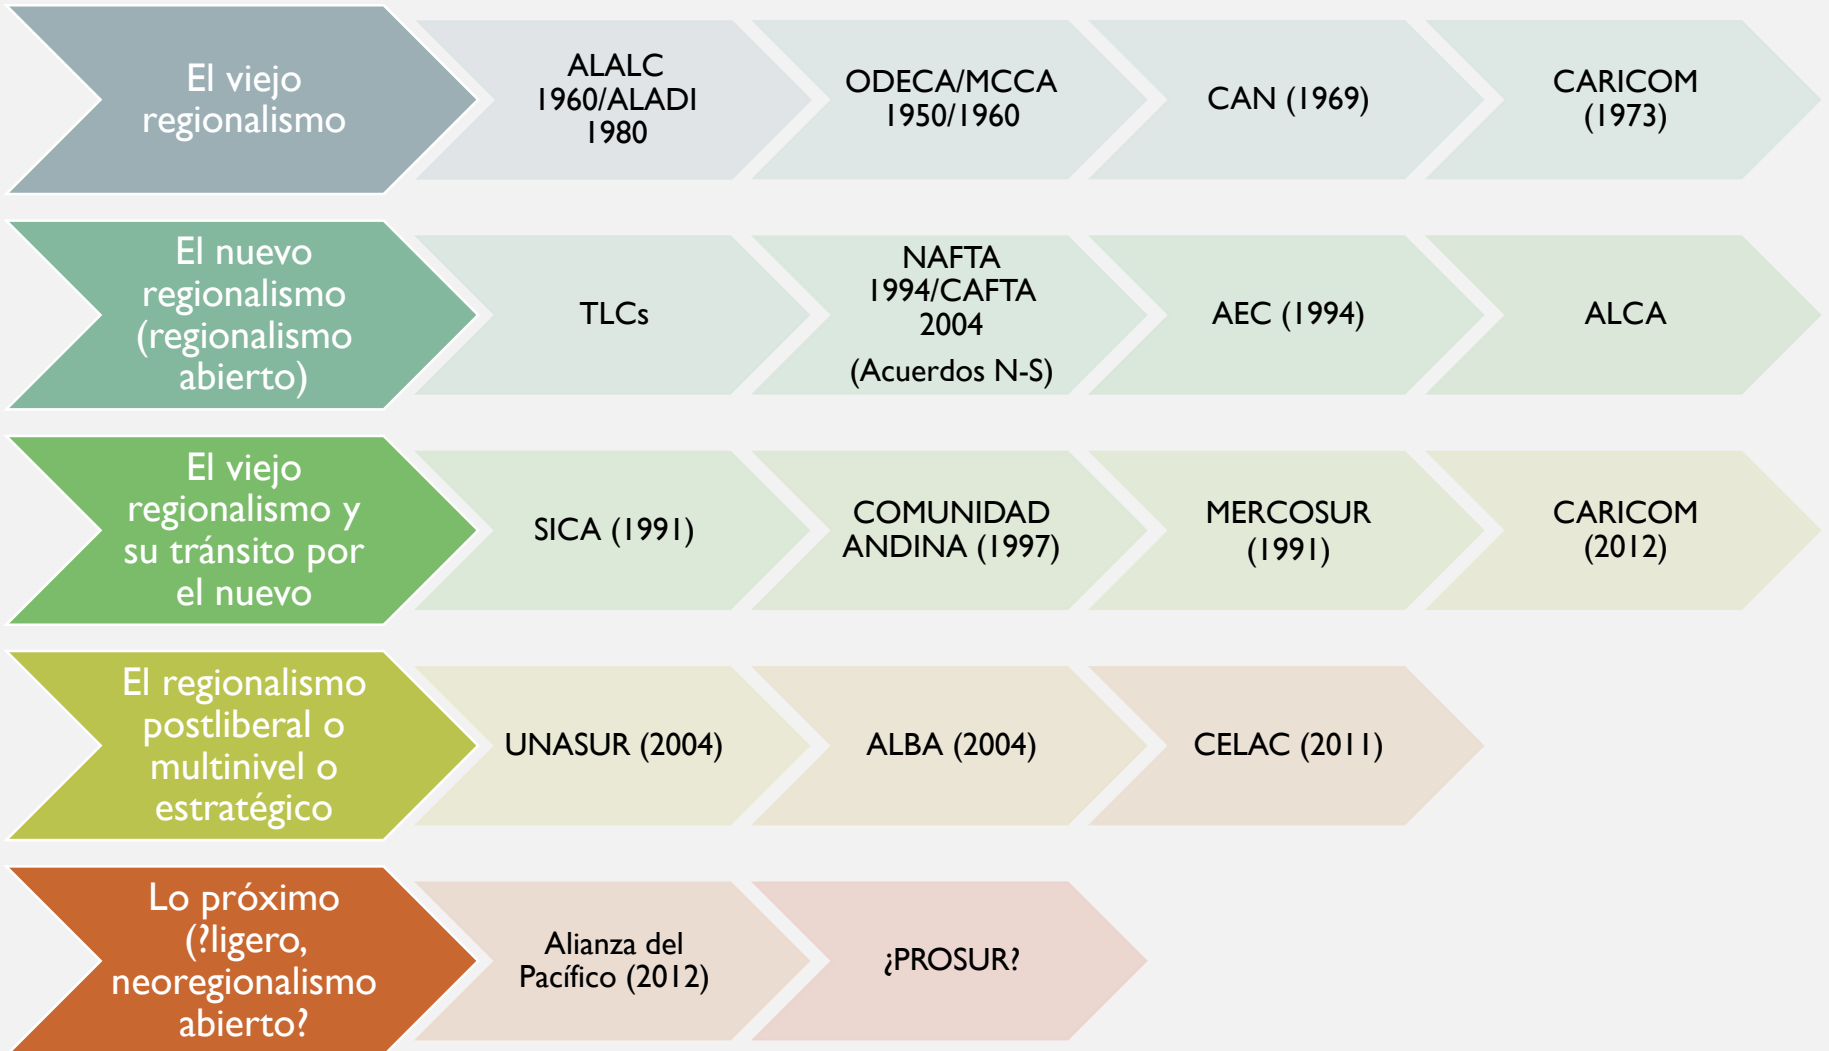 El viejo
regionalismo
ALALC
1960/ALADI
1980
ODECA/MCCA
1950/1960
CAN (1969)
CARICOM
(1973)
El nuevo
regionalismo
(regionalismo
abierto)
TLCs
NAFTA
1994/CAFTA
2004
(Acuerdos N-S)
AEC (1994)
ALCA
El viejo
regionalismo y
su tránsito por
el nuevo
SICA (1991)
COMUNIDAD
ANDINA (1997)
MERCOSUR
(1991)
CARICOM
(2012)
El regionalismo
postliberal o
multinivel o
estratégico
UNASUR (2004)
ALBA (2004)
CELAC (2011)
Lo próximo
(?ligero,
neoregionalismo
abierto?
Alianza del
Pacífico (2012)
¿PROSUR?